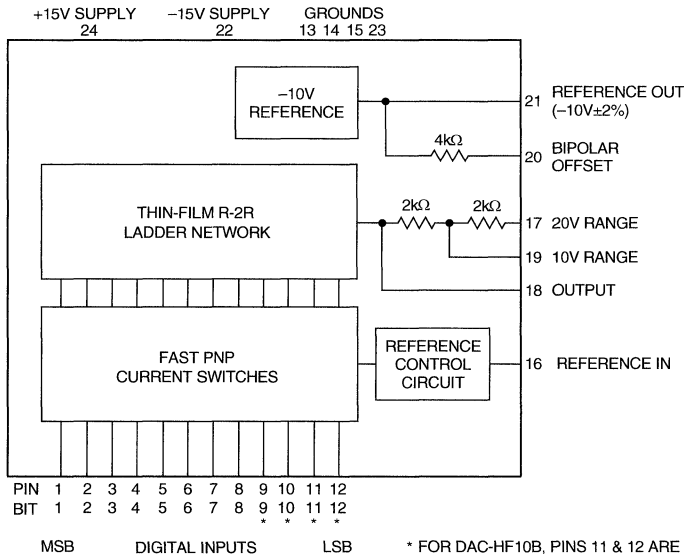 +15V SUPPLY −15V SUPPLY GROUNDS
24 22 13 14 15 23
−10V
REFERENCE
21 REFERENCE OUT
(−10V±2%)
4kΩ
20 BIPOLAR
OFFSET
THIN-FILM R-2R
LADDER NETWORK
2kΩ 2kΩ
17 20V RANGE
19 10V RANGE
18 OUTPUT
FAST PNP
CURRENT SWITCHES
REFERENCE
CONTROL
CIRCUIT
16 REFERENCE IN
PIN 1 2 3 4 5 6 7 8 9 10 11 12
BIT 1 2 3 4 5 6 7 8 9 10 11 12
* * * *
MSB DIGITAL INPUTS LSB
* FOR DAC-HF10B, PINS 11 & 12 ARE